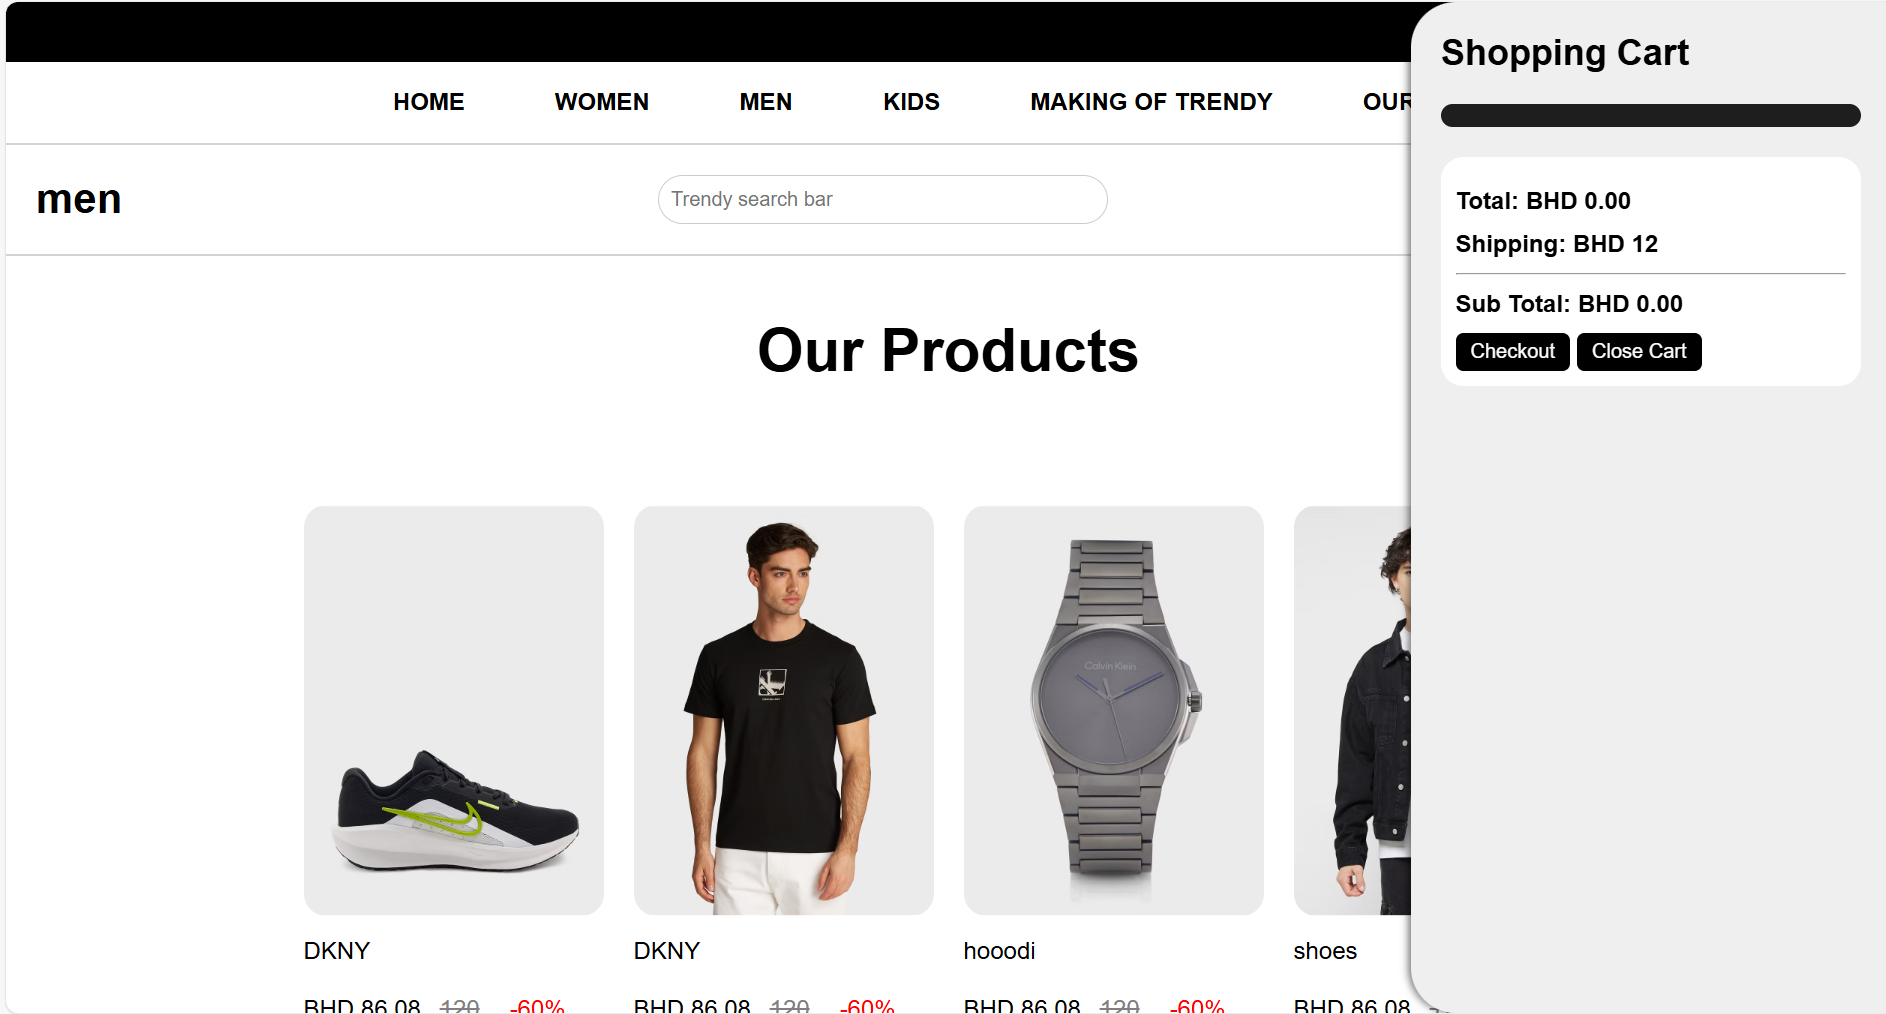 HOME WOMEN MEN KIDS MAKING OF TRENDY OUR
men
Trendy search bar
Our Products
Calvin Klein
DKNY DKNY hooodi shoes
BHD 86.08 120 -60% BHD 86.08 120 -60% BHD 86.08 120 -60% BHD 86.08
Shopping Cart
Total: BHD 0.00
Shipping: BHD 12
Sub Total: BHD 0.00
Checkout Close Cart